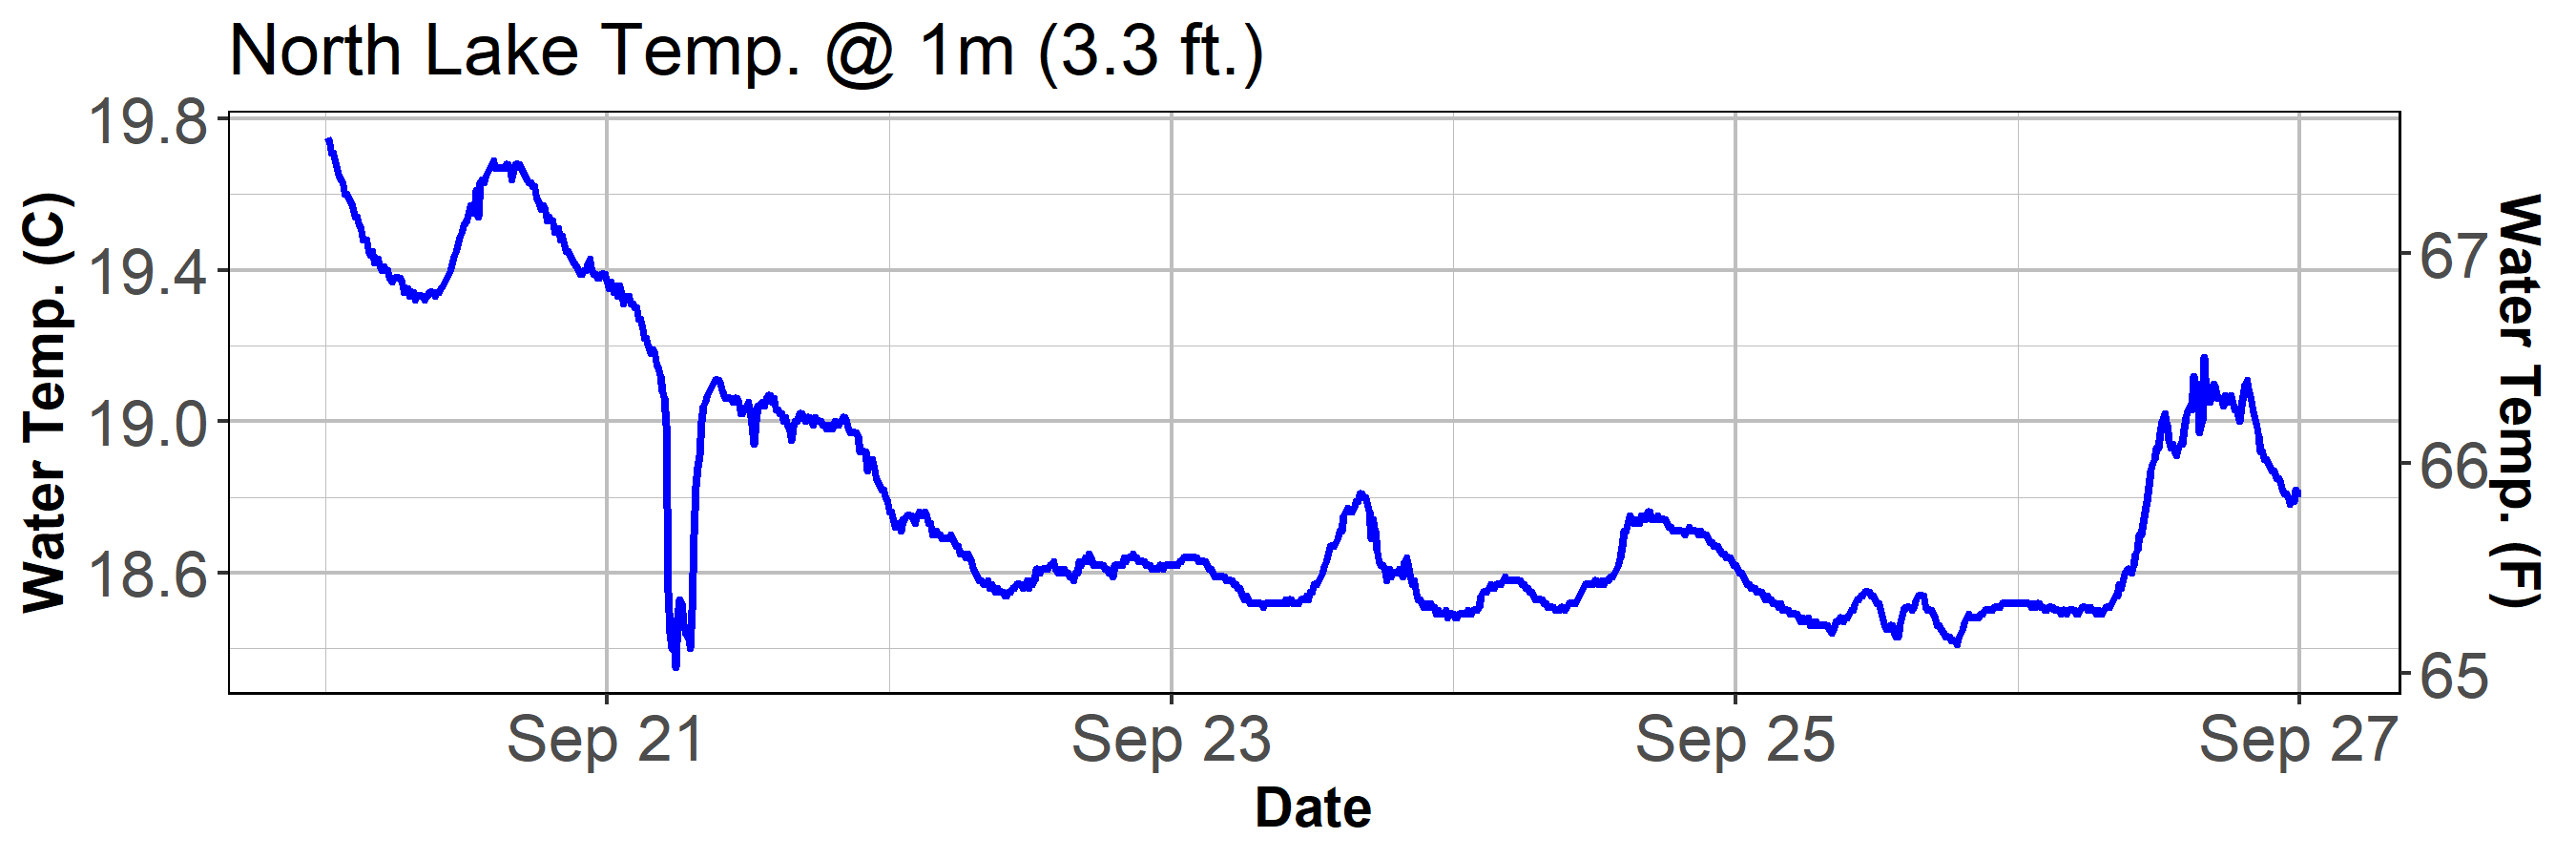 North Lake Temp. @ 1m (3.3 ft.)
Water Temp. (C)
19.8
19.4
19.0
18.6
67
66
65
Water Temp. (F)
Sep 21 Sep 23 Sep 25 Sep 27
Date